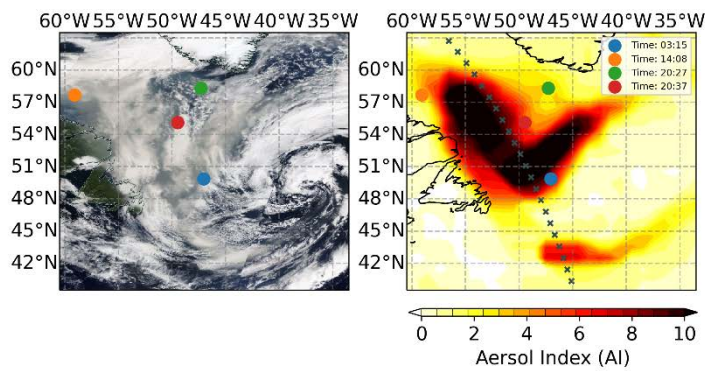 60°W 55°W 50°W 45°W 40°W 35°W 60°W 55°W 50°W 45°W 40°W 35°W
Time: 03:15
Time: 14:08
Time: 20:27
Time: 20:37
60°N 60°N
57°N 57°N
54°N 54°N
51°N 51°N
48°N 48°N
45°N 45°N
42°N 42°N
0 2 4 6 8 10
Aersol Index (AI)